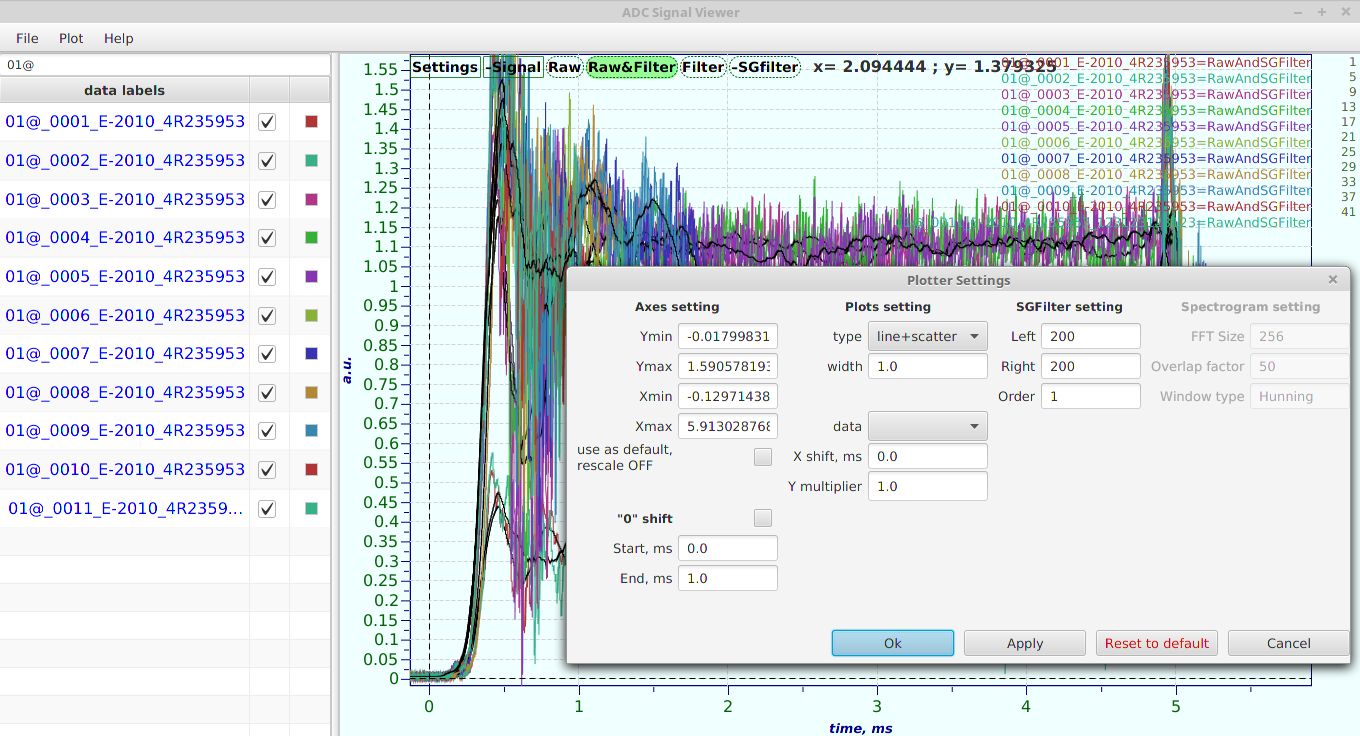 ADC Signal Viewer
File Plot Help
01@
data labels
01@_0001_E-2010_4R235953
01@_0002_E-2010_4R235953
01@_0003_E-2010_4R235953
01@_0004_E-2010_4R235953
01@_0005_E-2010_4R235953
01@_0006_E-2010_4R235953
01@_0007_E-2010_4R235953
01@_0008_E-2010_4R235953
01@_0009_E-2010_4R235953
01@_0010_E-2010_4R235953
01@_0011_E-2010_4R2359...
Settings -Signal Raw Raw&Filter Filter -SGfilter x= 2.094444 ; y= 1.379325
01@_0001_E-2010_4R235953=RawAndSGFilter
01@_0002_E-2010_4R235953=RawAndSGFilter
01@_0003_E-2010_4R235953=RawAndSGFilter
01@_0004_E-2010_4R235953=RawAndSGFilter
01@_0005_E-2010_4R235953=RawAndSGFilter
01@_0006_E-2010_4R235953=RawAndSGFilter
01@_0007_E-2010_4R235953=RawAndSGFilter
01@_0008_E-2010_4R235953=RawAndSGFilter
01@_0009_E-2010_4R235953=RawAndSGFilter
01@_0010_E-2010_4R235953=RawAndSGFilter
1
5
9
13
17
21
25
29
33
37
41
1.55
1.5
1.45
1.4
1.35
1.3
1.25
1.2
1.15
1.1
1.05
1
0.95
0.9
0.85
0.8
0.75
0.7
0.65
0.6
0.55
0.5
0.45
0.4
0.35
0.3
0.25
0.2
0.15
0.1
0.05
0
a.u.
0 1 2 3 4 5
time, ms
Plotter Settings
Axes setting
Ymin -0.01799831
Ymax 1.590578193
Xmin -0.12971438
Xmax 5.913028768
use as default,
rescale OFF
"0" shift
Start, ms 0.0
End, ms 1.0
Plots setting
type line+scatter
width 1.0
data
X shift, ms 0.0
Y multiplier 1.0
SGFilter setting
Left 200
Right 200
Order 1
Spectrogram setting
FFT Size 256
Overlap factor 50
Window type Hunning
Ok Apply Reset to default Cancel